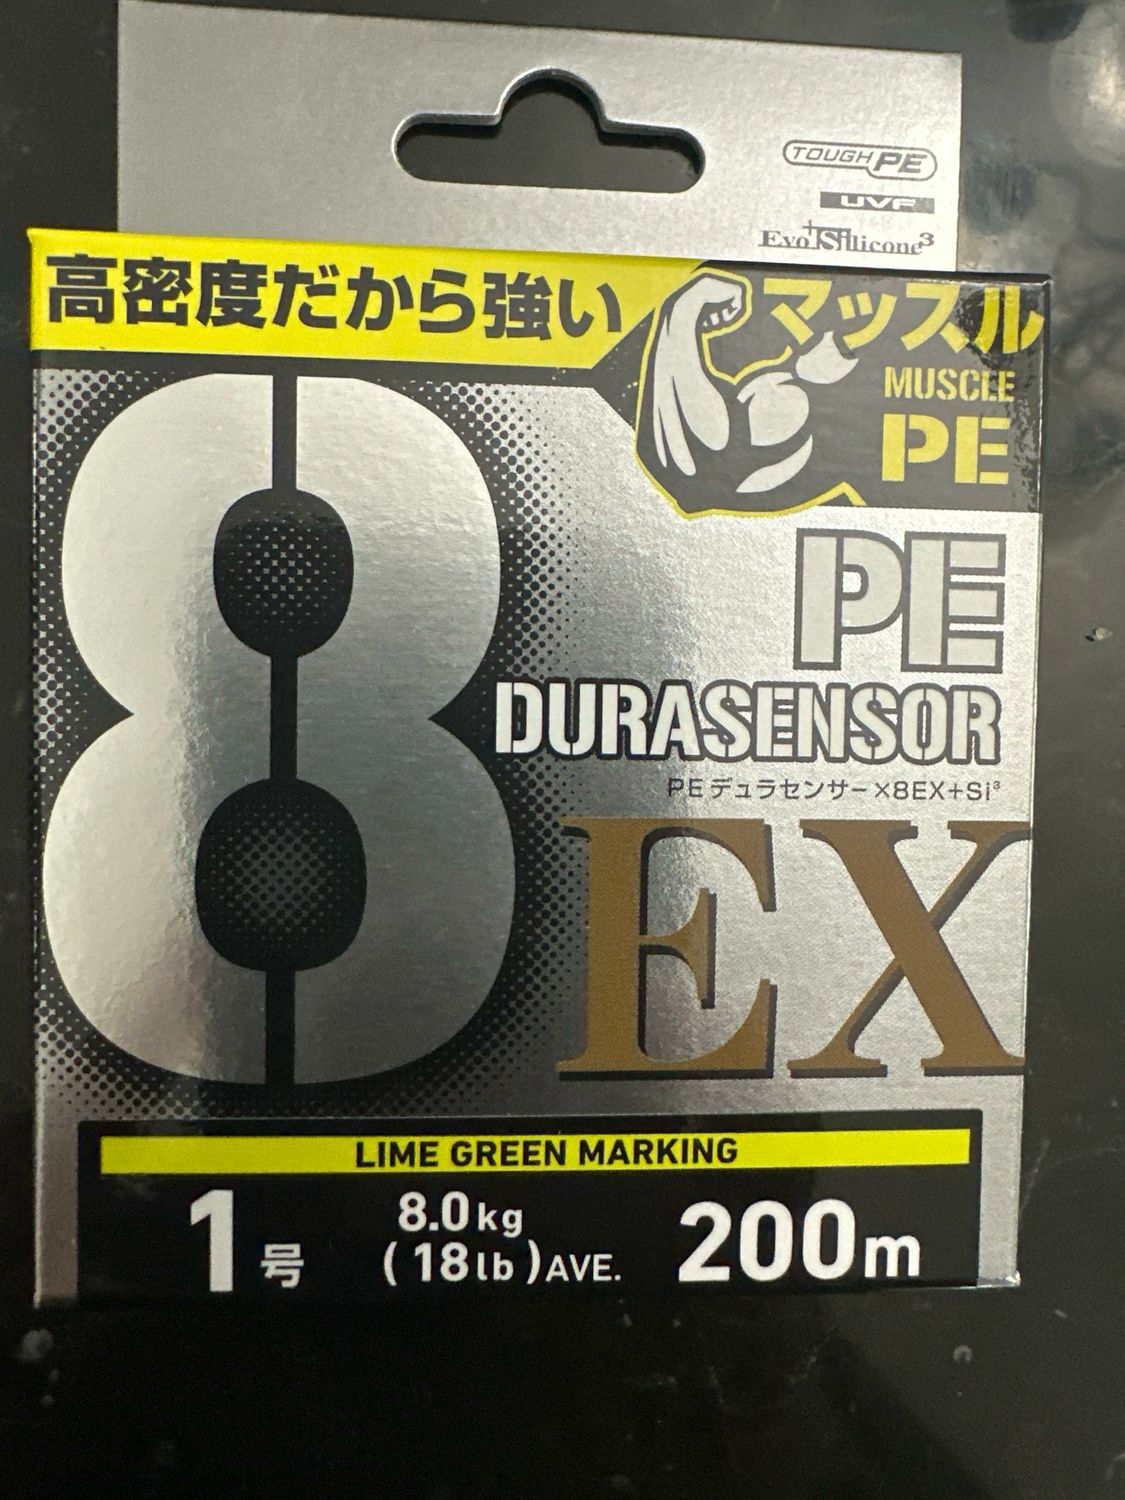 TOUGH PE
UVF
Evo Silicone3
+Si
高密度だから強い
マッスル
MUSCLE
PE
8
PE
DURASENSOR
PEデュラセンサー×8EX+Si³
EX
LIME GREEN MARKING
1号
8.0kg
(18lb)AVE.
200m